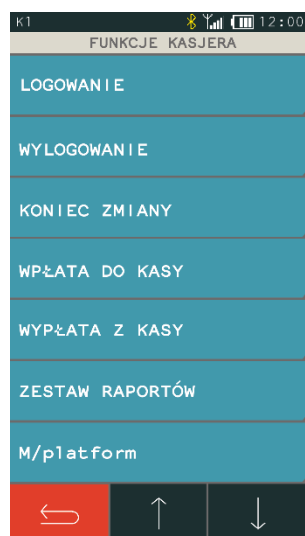 K1 12:00
FUNKCJE KASJERA
LOGOWANIE
WYLOGOWANIE
KONIEC ZMIANY
WPŁATA DO KASY
WYPŁATA Z KASY
ZESTAW RAPORTÓW
M/platform